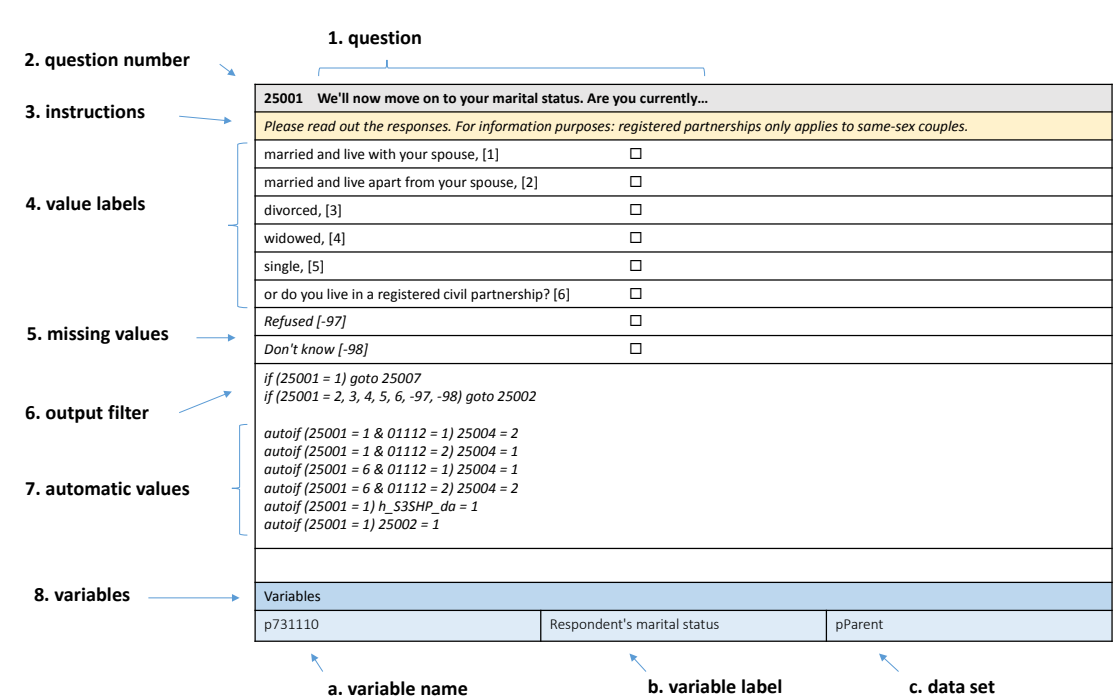 1. question
2. question number
25001 We'll now move on to your marital status. Are you currently…
3. instructions
Please read out the responses. For information purposes: registered partnerships only applies to same-sex couples.
married and live with your spouse, [1]
married and live apart from your spouse, [2]
4. value labels
divorced, [3]
widowed, [4]
single, [5]
or do you live in a registered civil partnership? [6]
5. missing values
Refused [-97]
Don't know [-98]
if (25001 = 1) goto 25007
if (25001 = 2, 3, 4, 5, 6, -97, -98) goto 25002
6. output filter
autoif (25001 = 1 & 01112 = 1) 25004 = 2
autoif (25001 = 1 & 01112 = 2) 25004 = 1
autoif (25001 = 6 & 01112 = 1) 25004 = 1
autoif (25001 = 6 & 01112 = 2) 25004 = 2
autoif (25001 = 1) h_S3SHP_da = 1
autoif (25001 = 1) 25002 = 1
7. automatic values
8. variables
Variables
p731110 Respondent's marital status pParent
a. variable name b. variable label c. data set